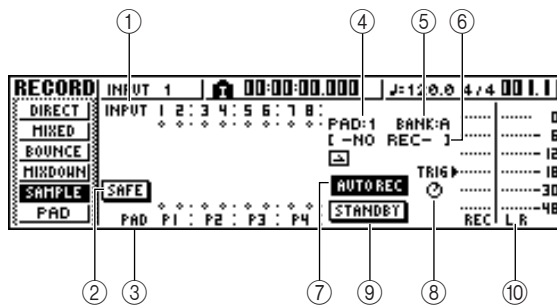 ① ④ ⑤ ⑥
RECORD INPUT 1 00:00:00.000 ♩=120.0 4/4 001.1
DIRECT INPUT 1 2 3 4 5 6 7 8
MIXED PAD:1 BANK:A
BOUNCE [ -NO REC- ]
MIXDOWN
SAMPLE SAFE AUTO REC TRIG
PAD PAD P1 P2 P3 P4 STANDBY REC L R
0
6
12
18
30
48
② ③ ⑦ ⑨ ⑧ ⑩